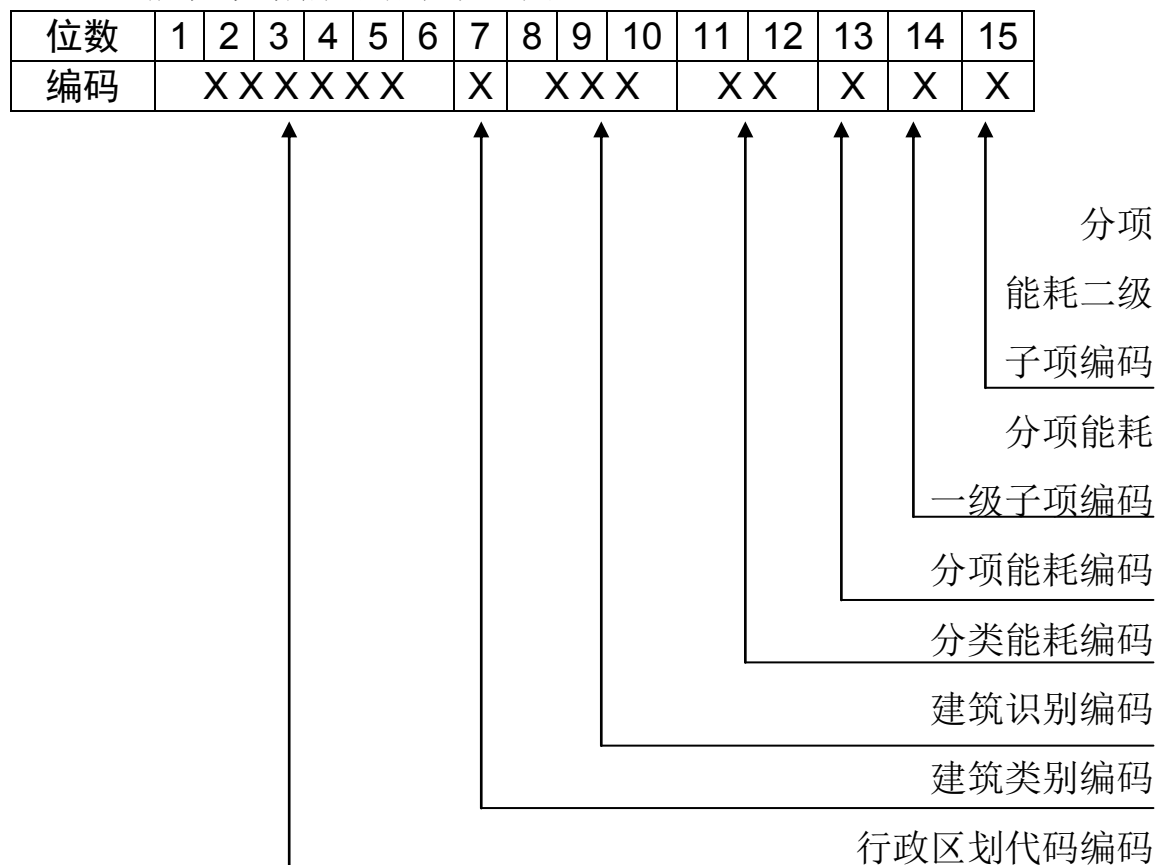 位数 1 2 3 4 5 6 7 8 9 10 11 12 13 14 15
编码 X X X X X X X X X X X X X X X
分项
能耗二级
子项编码
分项能耗
一级子项编码
分项能耗编码
分类能耗编码
建筑识别编码
建筑类别编码
行政区划代码编码